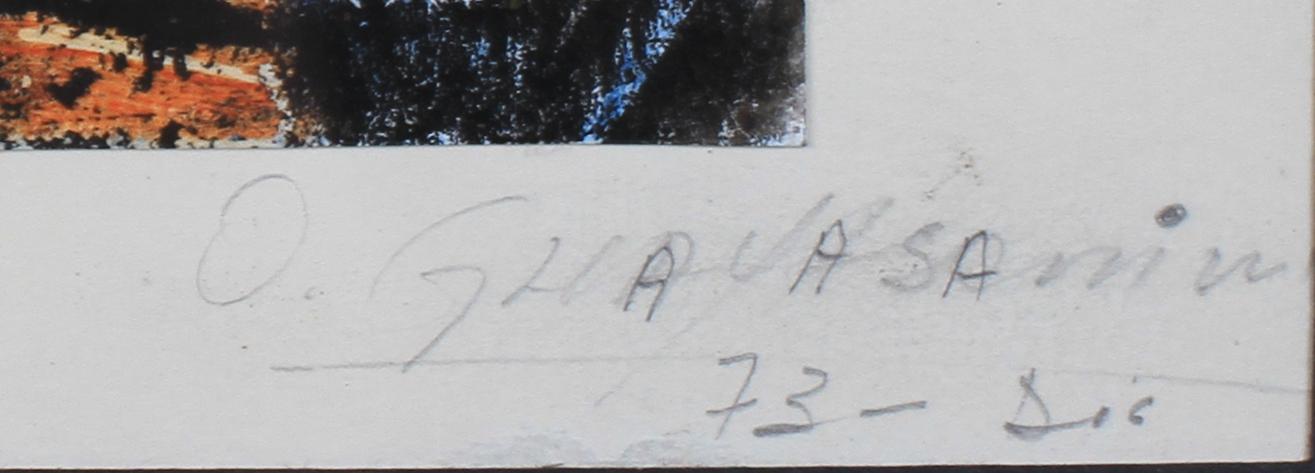 O. GUAYASAMIN
73 - Dic